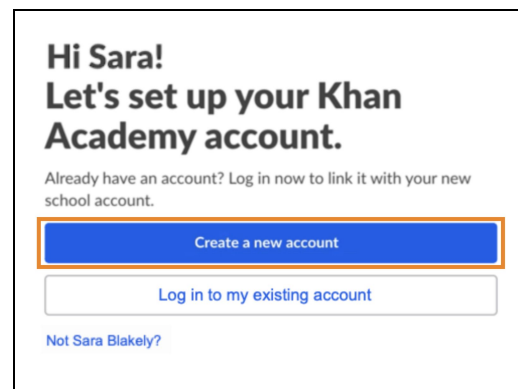 Hi Sara!
Let's set up your Khan
Academy account.
Already have an account? Log in now to link it with your new
school account.
Create a new account
Log in to my existing account
Not Sara Blakely?